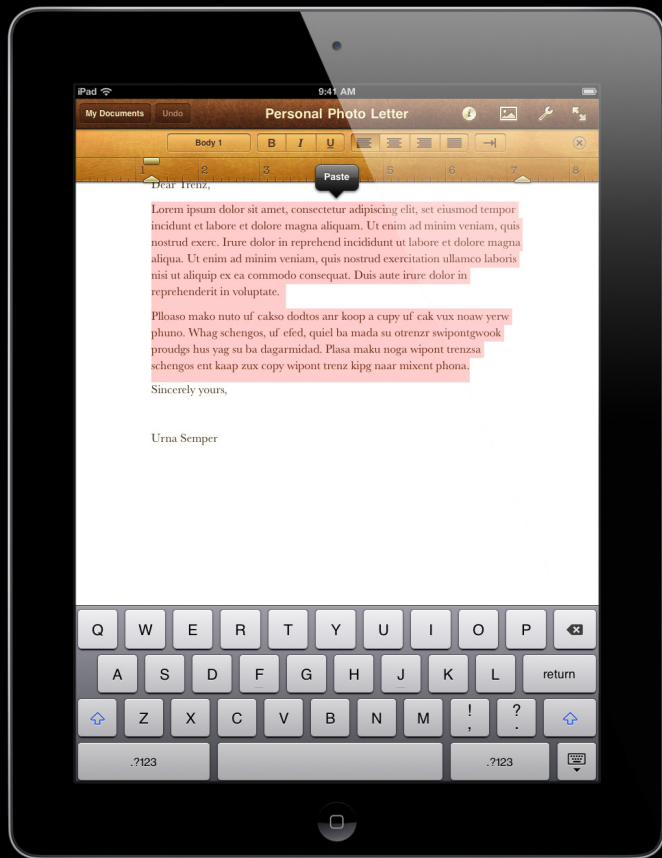 iPad 9:41 AM
My Documents Undo Personal Photo Letter
Body 1 B I U
1 2 3 5 6 7 8
Paste
Dear Trenz,
Lorem ipsum dolor sit amet, consectetur adipiscing elit, set eiusmod tempor
incidunt et labore et dolore magna aliquam. Ut enim ad minim veniam, quis
nostrud exerc. Irure dolor in reprehend incididunt ut labore et dolore magna
aliqua. Ut enim ad minim veniam, quis nostrud exercitation ullamco laboris
nisi ut aliquip ex ea commodo consequat. Duis aute irure dolor in
reprehenderit in voluptate.
Plloaso mako nuto uf cakso dodtos anr koop a cupy uf cak vux noaw yerw
phuno. Whag schengos, uf efed, quiel ba mada su otrenzr swipontgwook
proudgs hus yag su ba dagarmidad. Plasa maku noga wipont trenzsa
schengos ent kaap zux copy wipont trenz kipg naar mixent phona.
Sincerely yours,
Urna Semper
Q W E R T Y U I O P
A S D F G H J K L return
Z X C V B N M ! , ? .
.?123 .?123